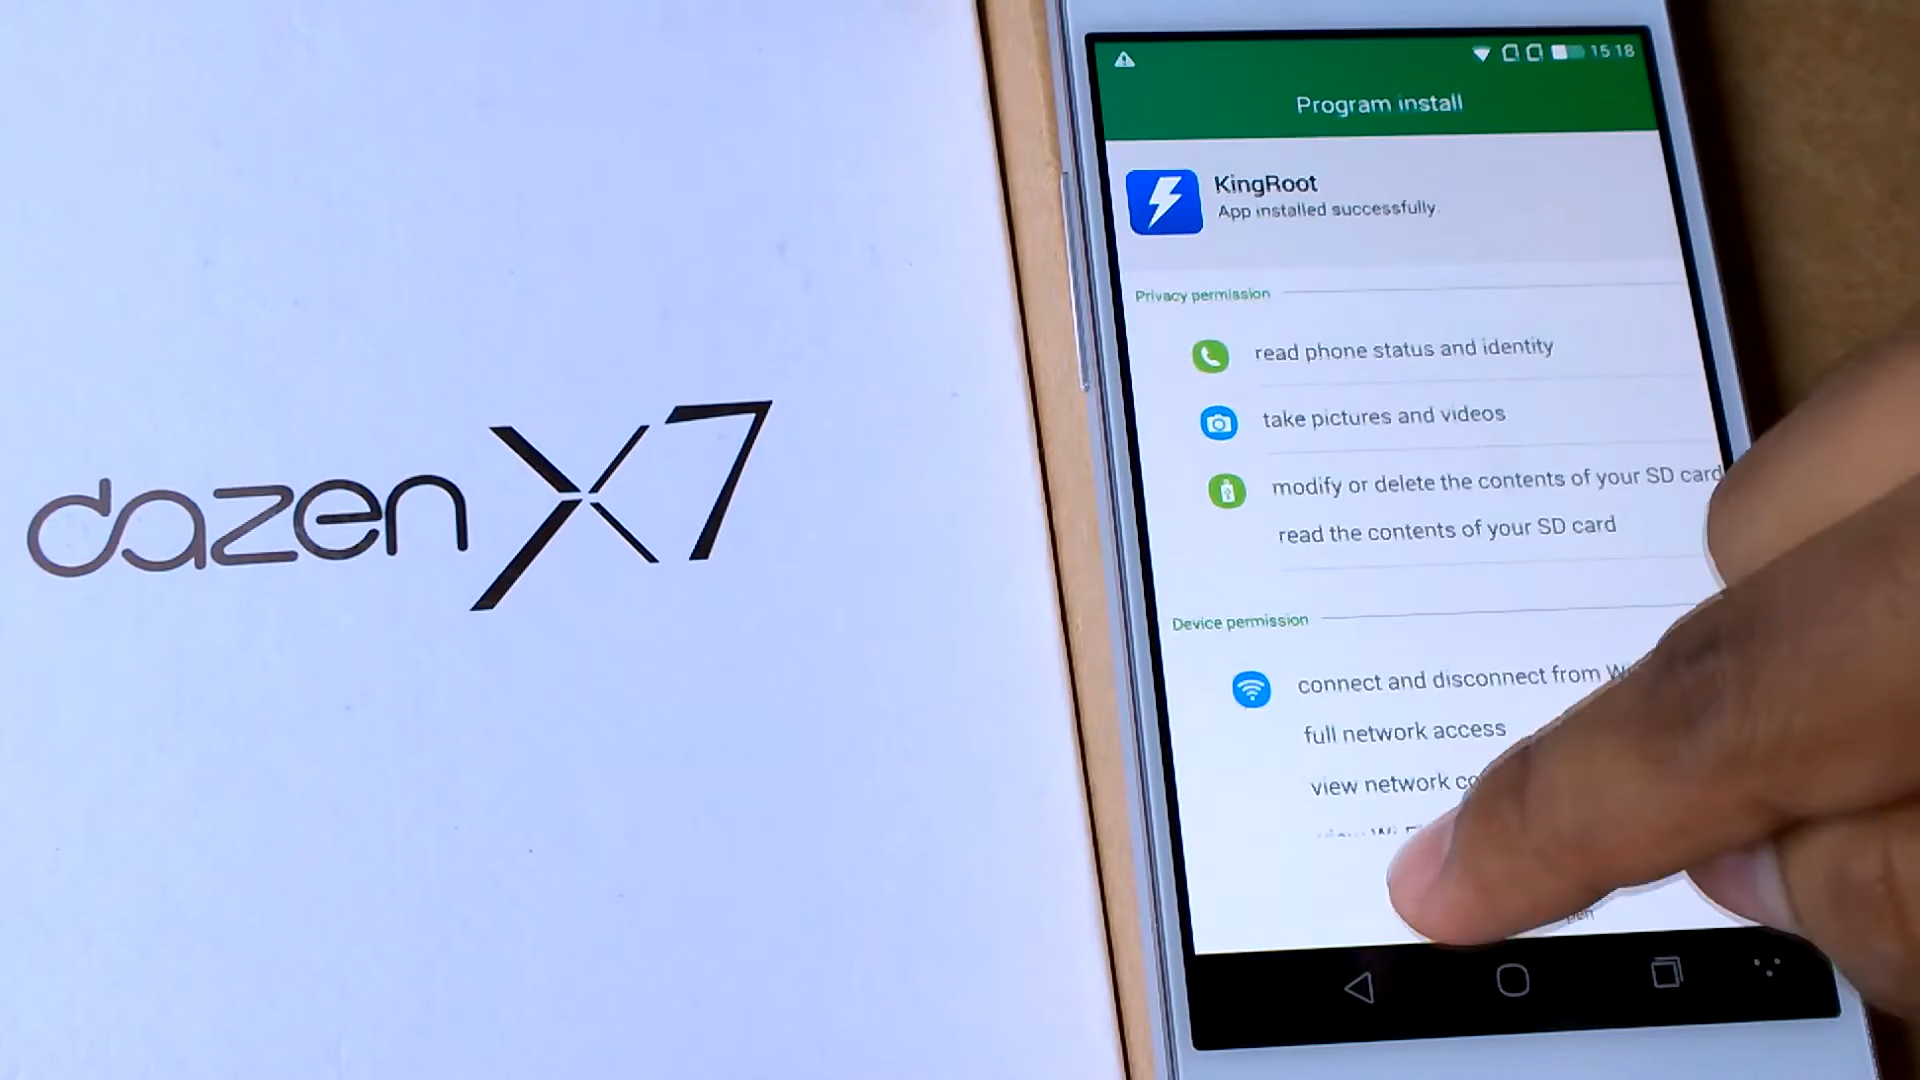 dazen X7
15:18
Program install
KingRoot
App installed successfully.
Privacy permission
read phone status and identity
take pictures and videos
modify or delete the contents of your SD card
read the contents of your SD card
Device permission
connect and disconnect from
full network access
view network